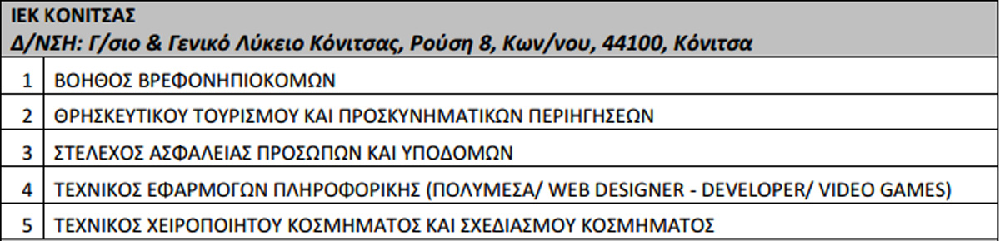 ΙΕΚ ΚΟΝΙΤΣΑΣ
Δ/ΝΣΗ: Γ/σιο & Γενικό Λύκειο Κόνιτσας, Ρούση 8, Κων/νου, 44100, Κόνιτσα
1 ΒΟΗΘΟΣ ΒΡΕΦΟΝΗΠΙΟΚΟΜΩΝ
2 ΘΡΗΣΚΕΥΤΙΚΟΥ ΤΟΥΡΙΣΜΟΥ ΚΑΙ ΠΡΟΣΚΥΝΗΜΑΤΙΚΩΝ ΠΕΡΙΗΓΗΣΕΩΝ
3 ΣΤΕΛΕΧΟΣ ΑΣΦΑΛΕΙΑΣ ΠΡΟΣΩΠΩΝ ΚΑΙ ΥΠΟΔΟΜΩΝ
4 ΤΕΧΝΙΚΟΣ ΕΦΑΡΜΟΓΩΝ ΠΛΗΡΟΦΟΡΙΚΗΣ (ΠΟΛΥΜΕΣΑ/ WEB DESIGNER - DEVELOPER/ VIDEO GAMES)
5 ΤΕΧΝΙΚΟΣ ΧΕΙΡΟΠΟΙΗΤΟΥ ΚΟΣΜΗΜΑΤΟΣ ΚΑΙ ΣΧΕΔΙΑΣΜΟΥ ΚΟΣΜΗΜΑΤΟΣ